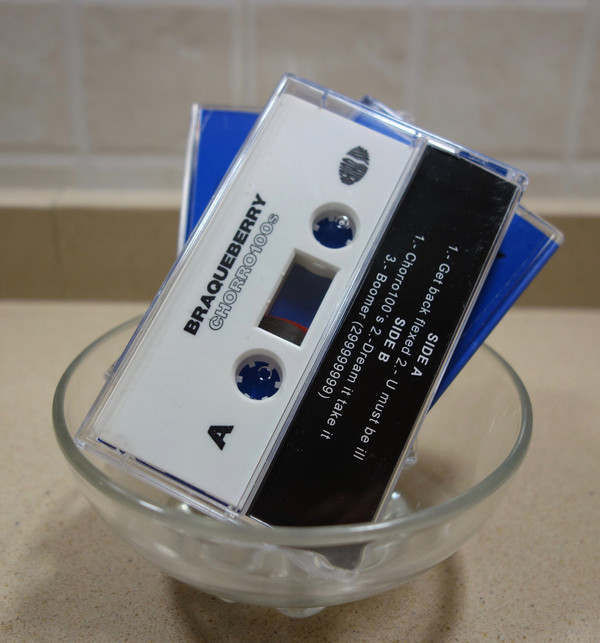 BRAQUEBERRY
CHORRO100s
A
SIDE A
1.- Get back flexed 2.- U must be ill
SIDE B
1.- Chorro100´s 2.-Dream it take it
3.- Boomer (2999999999)